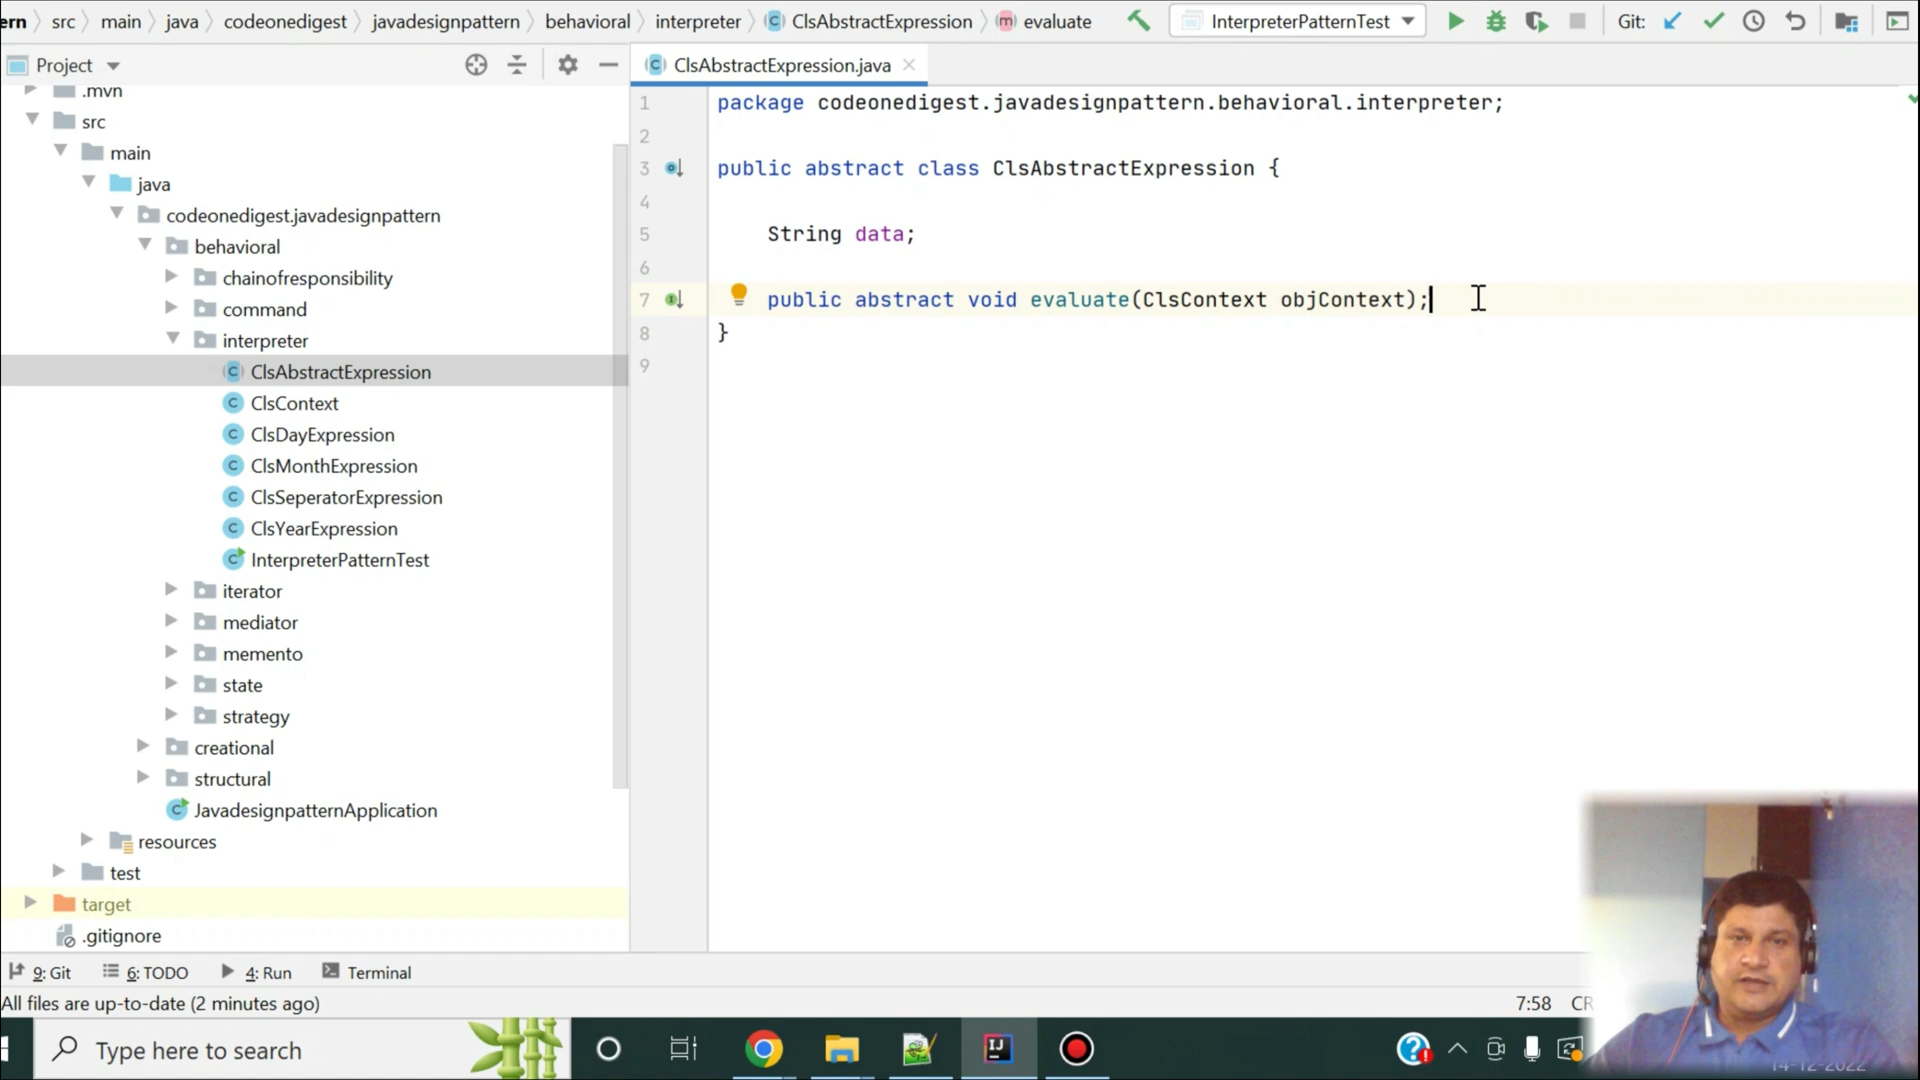 ern src main java codeonedigest javadesignpattern behavioral interpreter ClsAbstractExpression evaluate InterpreterPatternTest Git:
Project
ClsAbstractExpression.java
.mvn
src
main
java
codeonedigest.javadesignpattern
behavioral
chainofresponsibility
command
interpreter
ClsAbstractExpression
ClsContext
ClsDayExpression
ClsMonthExpression
ClsSeperatorExpression
ClsYearExpression
InterpreterPatternTest
iterator
mediator
memento
state
strategy
creational
structural
JavadesignpatternApplication
resources
test
target
.gitignore
1 package codeonedigest.javadesignpattern.behavioral.interpreter;
2
3 public abstract class ClsAbstractExpression {
4
5 String data;
6
7 public abstract void evaluate(ClsContext objContext);
8 }
9
9: Git 6: TODO 4: Run Terminal
All files are up-to-date (2 minutes ago) 7:58 CR
Type here to search
14-12-2022